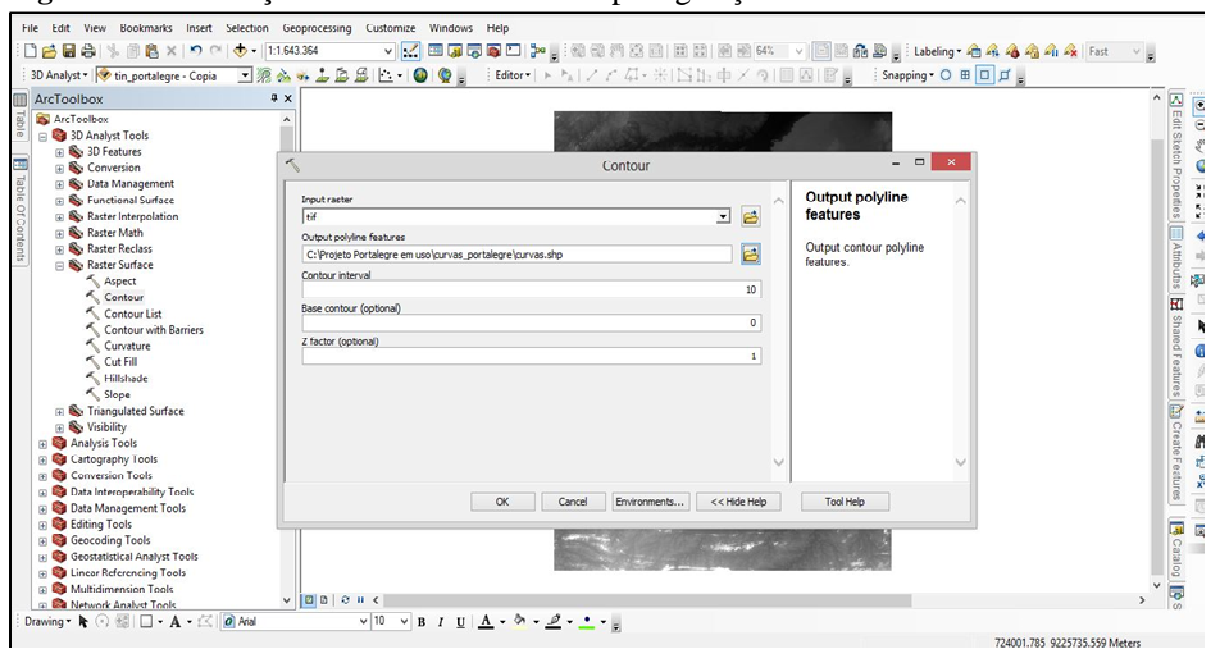 File Edit View Bookmarks Insert Selection Geoprocessing Customize Windows Help
1:1.643.364
64%
Labeling
Fast
3D Analyst
tin_portalegre - Copia
Editor
Snapping
ArcToolbox
ArcToolbox
3D Analyst Tools
3D Features
Conversion
Data Management
Functional Surface
Raster Interpolation
Raster Math
Raster Reclass
Raster Surface
Aspect
Contour
Contour List
Contour with Barriers
Curvature
Cut Fill
Hillshade
Slope
Triangulated Surface
Visibility
Analysis Tools
Cartography Tools
Conversion Tools
Data Interoperability Tools
Data Management Tools
Editing Tools
Geocoding Tools
Geostatistical Analyst Tools
Linear Referencing Tools
Multidimension Tools
Network Analyst Tools
Table
Table Of Contents
Contour
Input raster
tif
Output polyline features
C:\Projeto Portalegre em uso\curvas_portalegre\curvas.shp
Contour interval
10
Base contour (optional)
0
Z factor (optional)
1
OK Cancel Environments... << Hide Help Tool Help
Output polyline
features
Output contour polyline
features.
Edit Sketch Properties
Attributes
Shared Features
Create Features
Catalog
Drawing
A
Arial
10
B I U A
724001.785 9225735.559 Meters